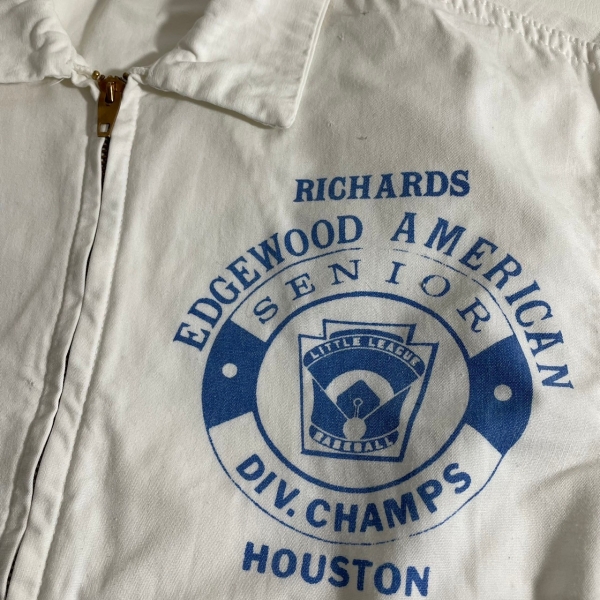 RICHARDS
EDGEWOOD AMERICAN
SENIOR
LITTLE LEAGUE
BASEBALL
DIV. CHAMPS
HOUSTON